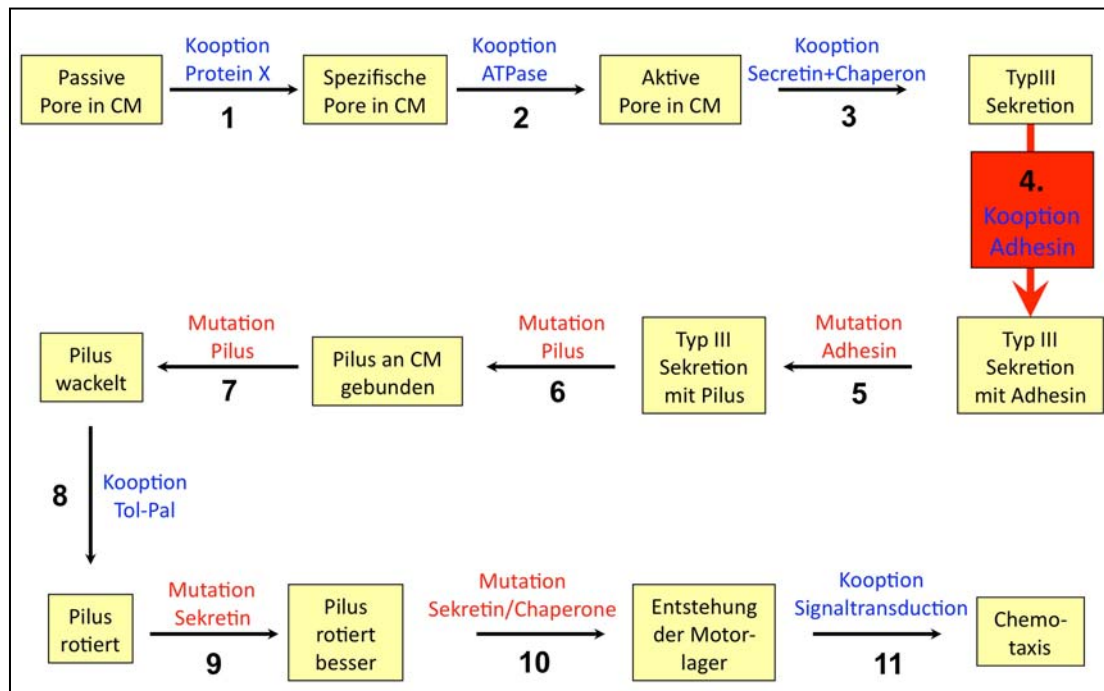 Passive
Pore in CM
Kooption
Protein X
1
Spezifische
Pore in CM
Kooption
ATPase
2
Aktive
Pore in CM
Kooption
Secretin+Chaperon
3
TypIII
Sekretion
4.
Kooption
Adhesin
Typ III
Sekretion
mit Adhesin
Mutation
Adhesin
5
Typ III
Sekretion
mit Pilus
Mutation
Pilus
6
Pilus an CM
gebunden
Mutation
Pilus
7
Pilus
wackelt
8
Kooption
Tol-Pal
Pilus
rotiert
Mutation
Sekretin
9
Pilus
rotiert
besser
Mutation
Sekretin/Chaperone
10
Entstehung
der Motor-
lager
Kooption
Signaltransduction
11
Chemo-
taxis